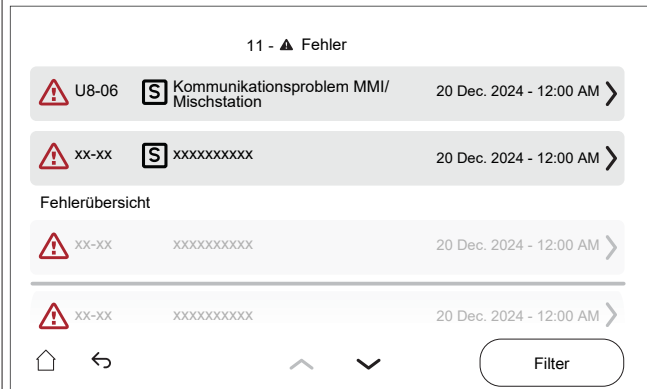 11 - Fehler
U8-06 S Kommunikationsproblem MMI/
Mischstation 20 Dec. 2024 - 12:00 AM
xx-xx S xxxxxxxxxx 20 Dec. 2024 - 12:00 AM
Fehlerübersicht
xx-xx xxxxxxxxxx 20 Dec. 2024 - 12:00 AM
xx-xx xxxxxxxxxx 20 Dec. 2024 - 12:00 AM
Filter